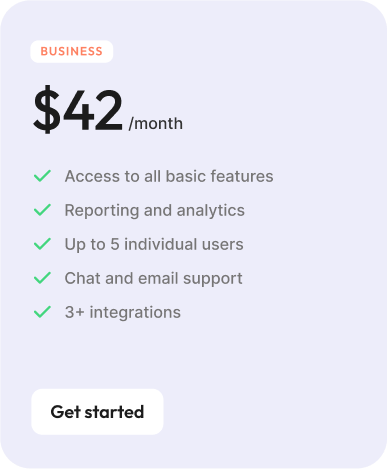 BUSINESS
$42 /month
Access to all basic features
Reporting and analytics
Up to 5 individual users
Chat and email support
3+ integrations
Get started